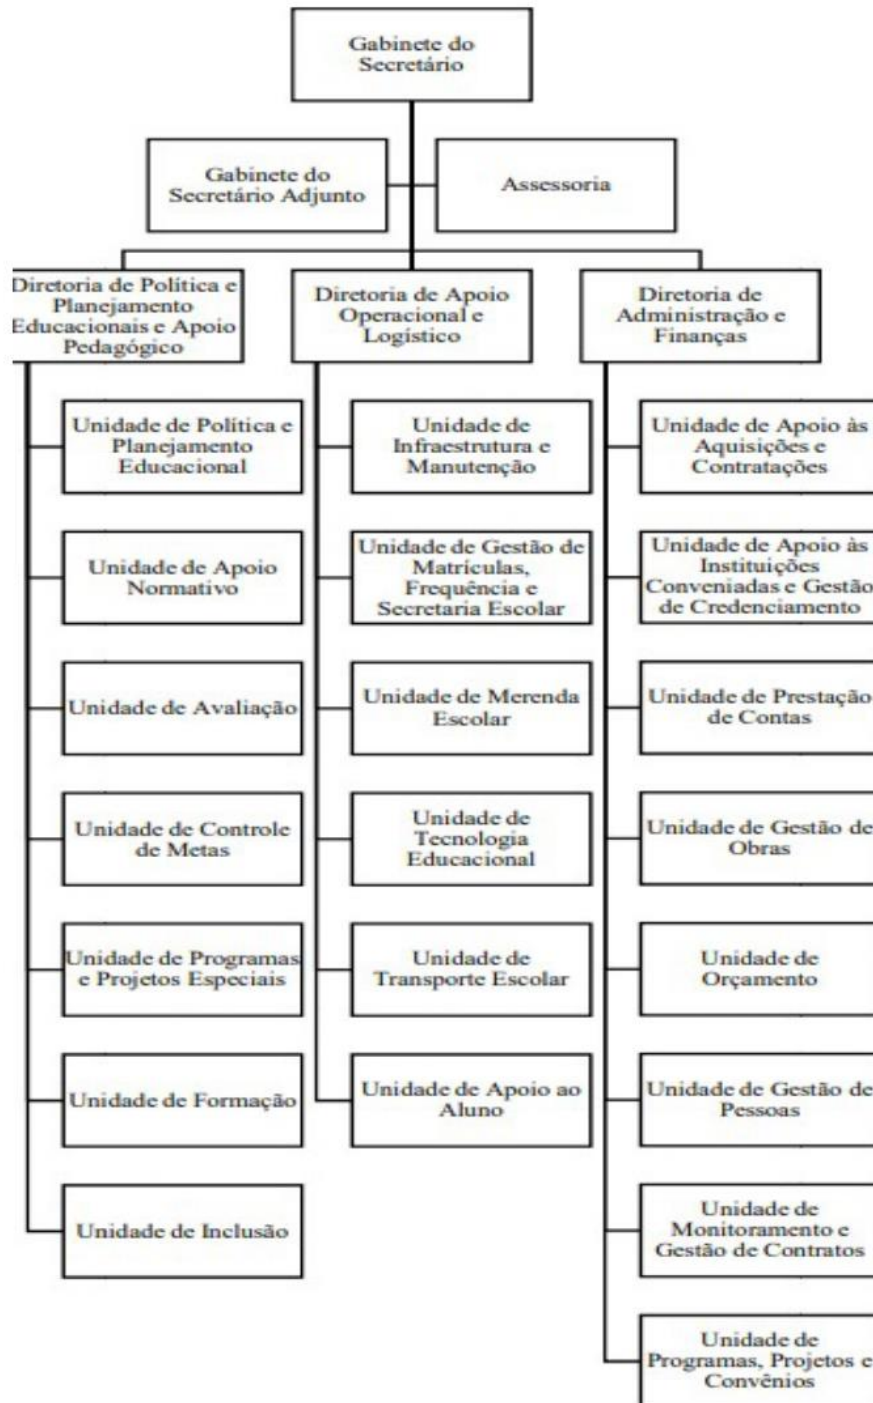 Gabinete do
Secretário
Gabinete do
Secretário Adjunto
Assessoria
Diretoria de Política e
Planejamento
Educacionais e Apoio
Pedagógico
Diretoria de Apoio
Operacional e
Logístico
Diretoria de
Administração e
Finanças
Unidade de Política e
Planejamento
Educacional
Unidade de
Infraestrutura e
Manutenção
Unidade de Apoio às
Aquisições e
Contratações
Unidade de Apoio
Normativo
Unidade de Gestão de
Matrículas,
Frequência e
Secretaria Escolar
Unidade de Apoio às
Instituições
Conveniadas e Gestão
de Credenciamento
Unidade de Avaliação
Unidade de Merenda
Escolar
Unidade de Prestação
de Contas
Unidade de Controle
de Metas
Unidade de
Tecnologia
Educacional
Unidade de Gestão de
Obras
Unidade de Programas
e Projetos Especiais
Unidade de
Transporte Escolar
Unidade de
Orçamento
Unidade de Formação
Unidade de Apoio ao
Aluno
Unidade de Gestão de
Pessoas
Unidade de Inclusão
Unidade de
Monitoramento e
Gestão de Contratos
Unidade de
Programas, Projetos e
Convênios